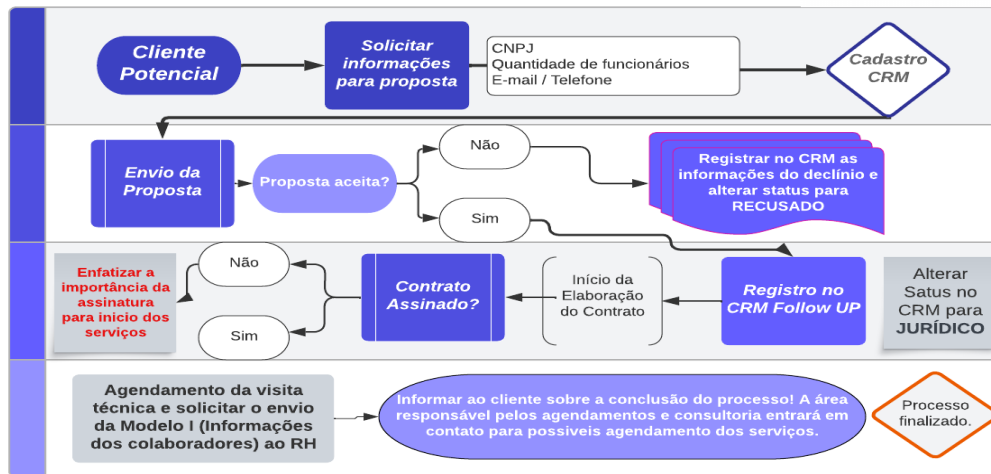 Cliente
Potencial
Solicitar
informações
para proposta
CNPJ
Quantidade de funcionários
E-mail / Telefone
Cadastro
CRM
Envio da
Proposta
Proposta aceita?
Não
Sim
Registrar no CRM as
informações do declínio e
alterar status para
RECUSADO
Enfatizar a
importância da
assinatura
para inicio dos
serviços
Não
Sim
Contrato
Assinado?
Início da
Elaboração
do Contrato
Registro no
CRM Follow UP
Alterar
Satus no
CRM para
JURÍDICO
Agendamento da visita
técnica e solicitar o envio
da Modelo I (Informações
dos colaboradores) ao RH
Informar ao cliente sobre a conclusão do processo! A área
responsável pelos agendamentos e consultoria entrará em
contato para possiveis agendamento dos serviços.
Processo
finalizado.